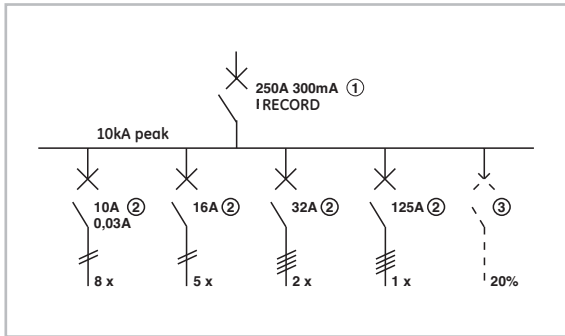 250A 300mA ①
I RECORD
10kA peak
10A ② 16A ② 32A ② 125A ② ③
0,03A
8 x 5 x 2 x 1 x 20%